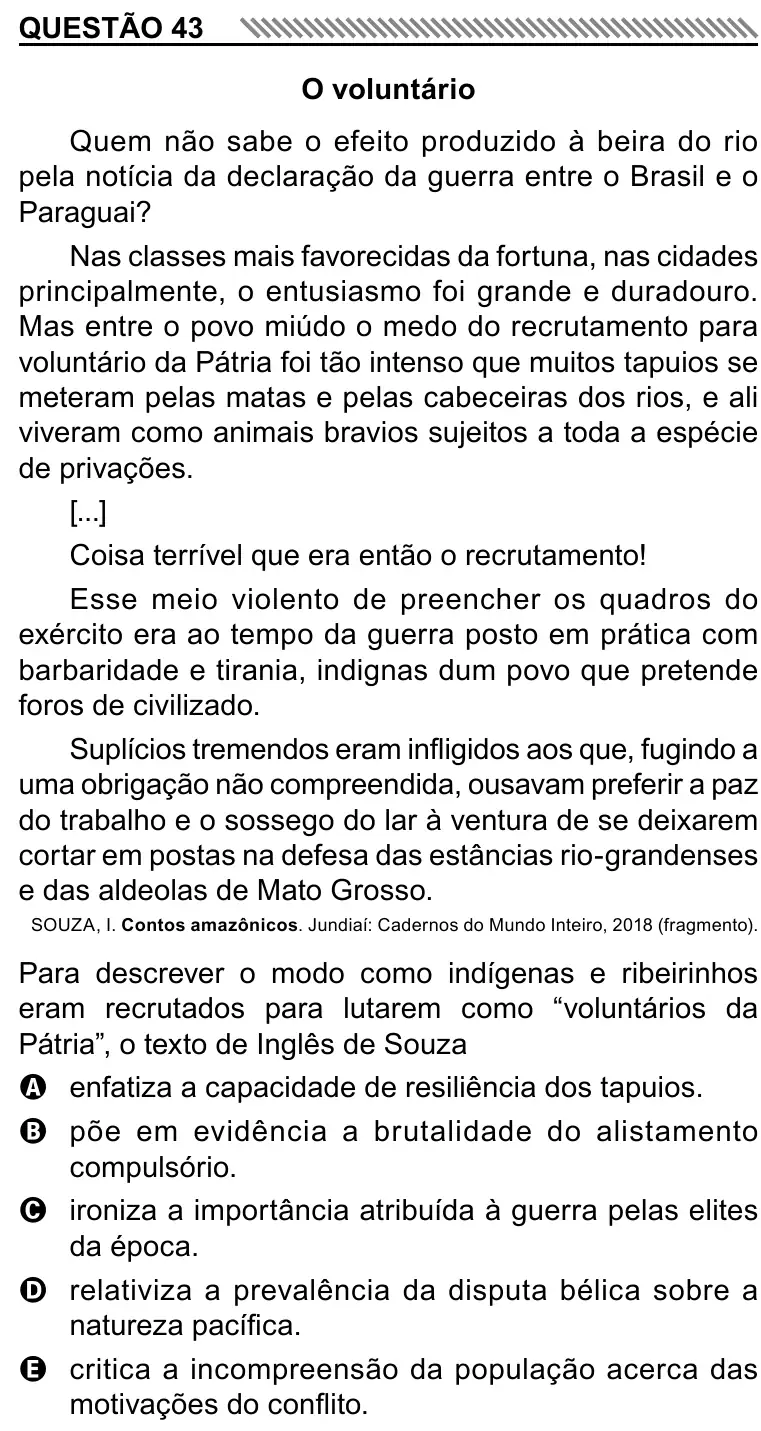 QUESTÃO 43
O voluntário
Quem não sabe o efeito produzido à beira do rio
pela notícia da declaração da guerra entre o Brasil e o
Paraguai?
Nas classes mais favorecidas da fortuna, nas cidades
principalmente, o entusiasmo foi grande e duradouro.
Mas entre o povo miúdo o medo do recrutamento para
voluntário da Pátria foi tão intenso que muitos tapuios se
meteram pelas matas e pelas cabeceiras dos rios, e ali
viveram como animais bravios sujeitos a toda a espécie
de privações.
[...]
Coisa terrível que era então o recrutamento!
Esse meio violento de preencher os quadros do
exército era ao tempo da guerra posto em prática com
barbaridade e tirania, indignas dum povo que pretende
foros de civilizado.
Suplícios tremendos eram infligidos aos que, fugindo a
uma obrigação não compreendida, ousavam preferir a paz
do trabalho e o sossego do lar à ventura de se deixarem
cortar em postas na defesa das estâncias rio-grandenses
e das aldeolas de Mato Grosso.
SOUZA, I. Contos amazônicos. Jundiaí: Cadernos do Mundo Inteiro, 2018 (fragmento).
Para descrever o modo como indígenas e ribeirinhos
eram recrutados para lutarem como “voluntários da
Pátria”, o texto de Inglês de Souza
A enfatiza a capacidade de resiliência dos tapuios.
B põe em evidência a brutalidade do alistamento
compulsório.
C ironiza a importância atribuída à guerra pelas elites
da época.
D relativiza a prevalência da disputa bélica sobre a
natureza pacífica.
E critica a incompreensão da população acerca das
motivações do conflito.